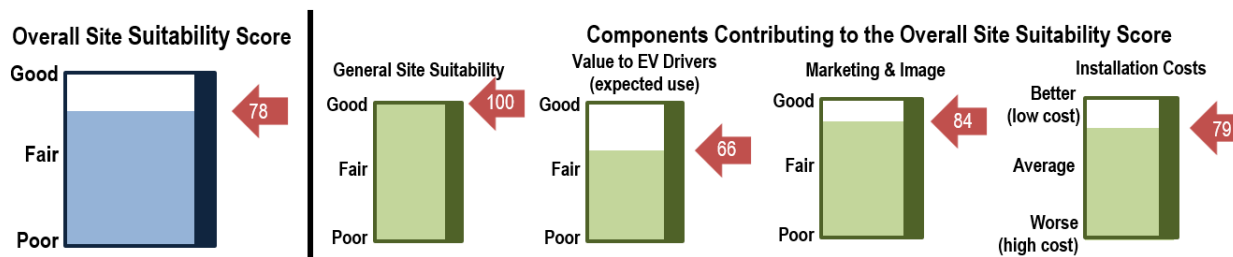 Overall Site Suitability Score
Good
78
Fair
Poor
Components Contributing to the Overall Site Suitability Score
General Site Suitability
Good
100
Fair
Poor
Value to EV Drivers
(expected use)
Good
66
Fair
Poor
Marketing & Image
Good
84
Fair
Poor
Installation Costs
Better
(low cost)
79
Average
Worse
(high cost)